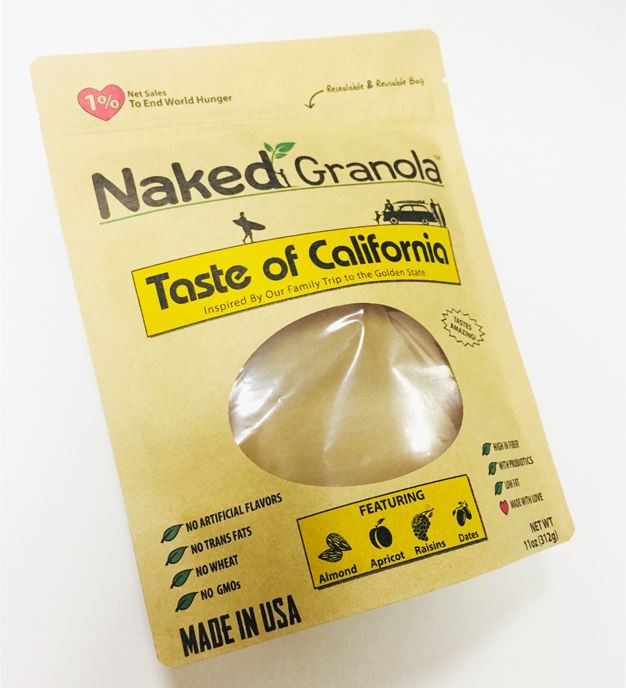 1%
Net Sales
To End World Hunger
Resealable & Reusable Bag
Naked Granola™
Taste of California
Inspired By Our Family Trip to the Golden State
TASTES
AMAZING!
HIGH IN FIBER
WITH PROBIOTICS
LOW FAT
MADE WITH LOVE
NO ARTIFICIAL FLAVORS
NO TRANS FATS
NO WHEAT
NO GMOs
FEATURING
Almond Apricot Raisins Dates
NET WT
11oz (312g)
MADE IN USA